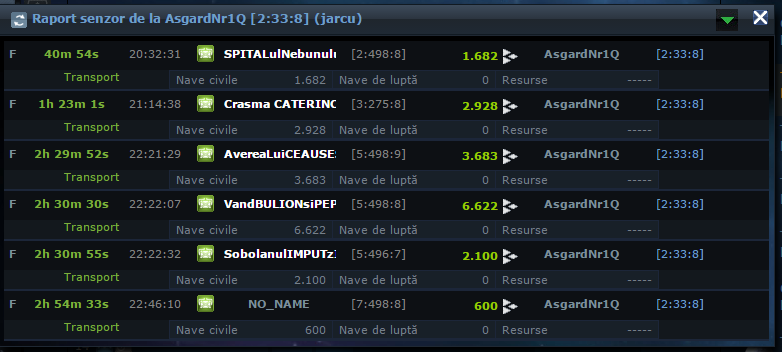 Raport senzor de la AsgardNr1Q [2:33:8] (jarcu)
F 40m 54s 20:32:31 SPITALulNebunulu [2:498:8] 1.682 AsgardNr1Q [2:33:8]
Transport Nave civile 1.682 Nave de luptă 0 Resurse -----
F 1h 23m 1s 21:14:38 Crasma CATERINC [3:275:8] 2.928 AsgardNr1Q [2:33:8]
Transport Nave civile 2.928 Nave de luptă 0 Resurse -----
F 2h 29m 52s 22:21:29 AvereaLuiCEAUSES [5:498:9] 3.683 AsgardNr1Q [2:33:8]
Transport Nave civile 3.683 Nave de luptă 0 Resurse -----
F 2h 30m 30s 22:22:07 VandBULIONsiPEP [5:498:8] 6.622 AsgardNr1Q [2:33:8]
Transport Nave civile 6.622 Nave de luptă 0 Resurse -----
F 2h 30m 55s 22:22:32 SobolanulIMPUTzI [5:496:7] 2.100 AsgardNr1Q [2:33:8]
Transport Nave civile 2.100 Nave de luptă 0 Resurse -----
F 2h 54m 33s 22:46:10 NO_NAME [7:498:8] 600 AsgardNr1Q [2:33:8]
Transport Nave civile 600 Nave de luptă 0 Resurse -----